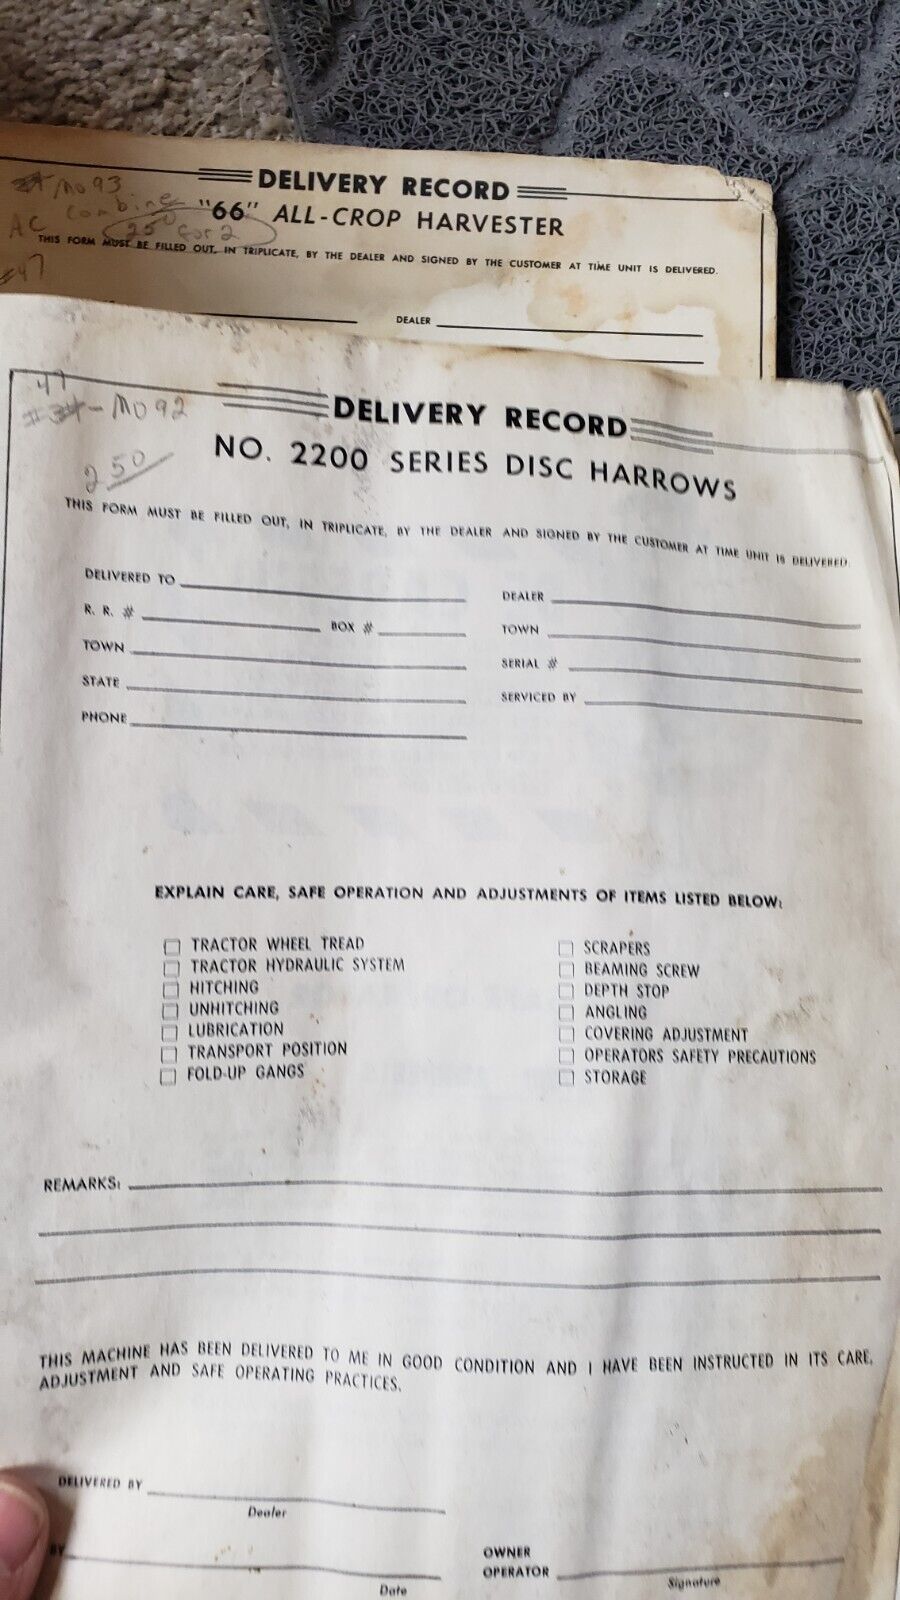 MO93
DELIVERY RECORD
AC Combine "66" ALL-CROP HARVESTER
250 for 2
THIS FORM MUST BE FILLED OUT, IN TRIPLICATE, BY THE DEALER AND SIGNED BY THE CUSTOMER AT TIME UNIT IS DELIVERED.
47
DEALER
47
MO92
DELIVERY RECORD
250
NO. 2200 SERIES DISC HARROWS
THIS FORM MUST BE FILLED OUT, IN TRIPLICATE, BY THE DEALER AND SIGNED BY THE CUSTOMER AT TIME UNIT IS DELIVERED.
DELIVERED TO
DEALER
R. R. # BOX #
TOWN
TOWN
SERIAL #
STATE
SERVICED BY
PHONE
EXPLAIN CARE, SAFE OPERATION AND ADJUSTMENTS OF ITEMS LISTED BELOW:
TRACTOR WHEEL TREAD
TRACTOR HYDRAULIC SYSTEM
HITCHING
UNHITCHING
LUBRICATION
TRANSPORT POSITION
FOLD-UP GANGS
SCRAPERS
BEAMING SCREW
DEPTH STOP
ANGLING
COVERING ADJUSTMENT
OPERATORS SAFETY PRECAUTIONS
STORAGE
REMARKS:
THIS MACHINE HAS BEEN DELIVERED TO ME IN GOOD CONDITION AND I HAVE BEEN INSTRUCTED IN ITS CARE,
ADJUSTMENT AND SAFE OPERATING PRACTICES.
DELIVERED BY
Dealer
BY
Date
OWNER
OPERATOR
Signature